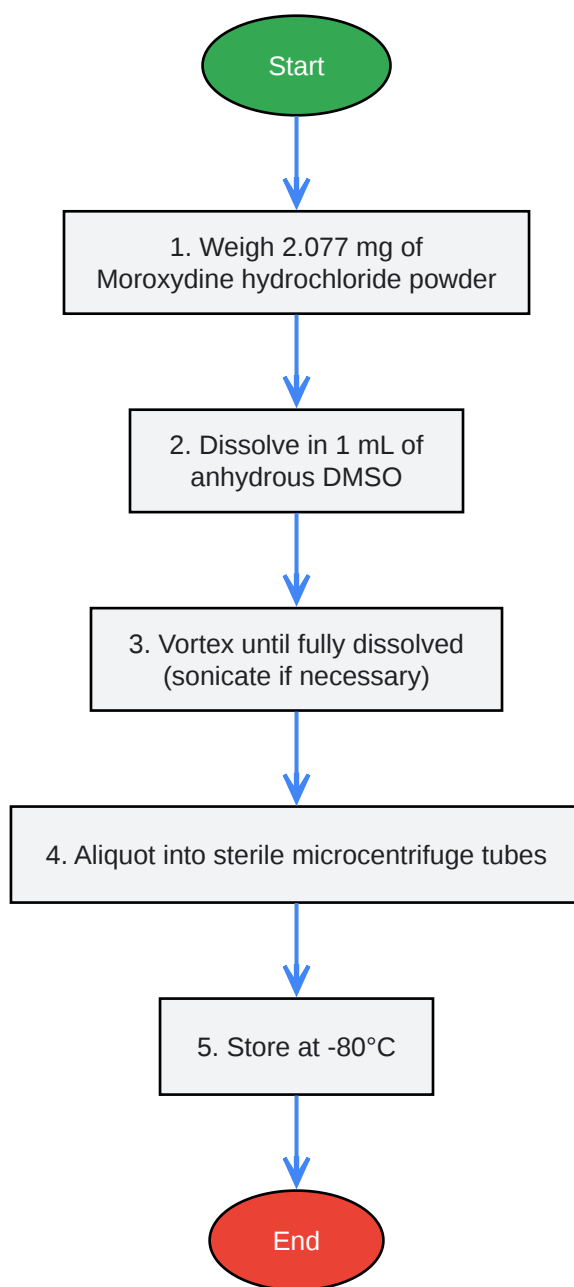 Start
1. Weigh 2.077 mg of
Moroxydine hydrochloride powder
2. Dissolve in 1 mL of
anhydrous DMSO
3. Vortex until fully dissolved
(sonicate if necessary)
4. Aliquot into sterile microcentrifuge tubes
5. Store at -80°C
End